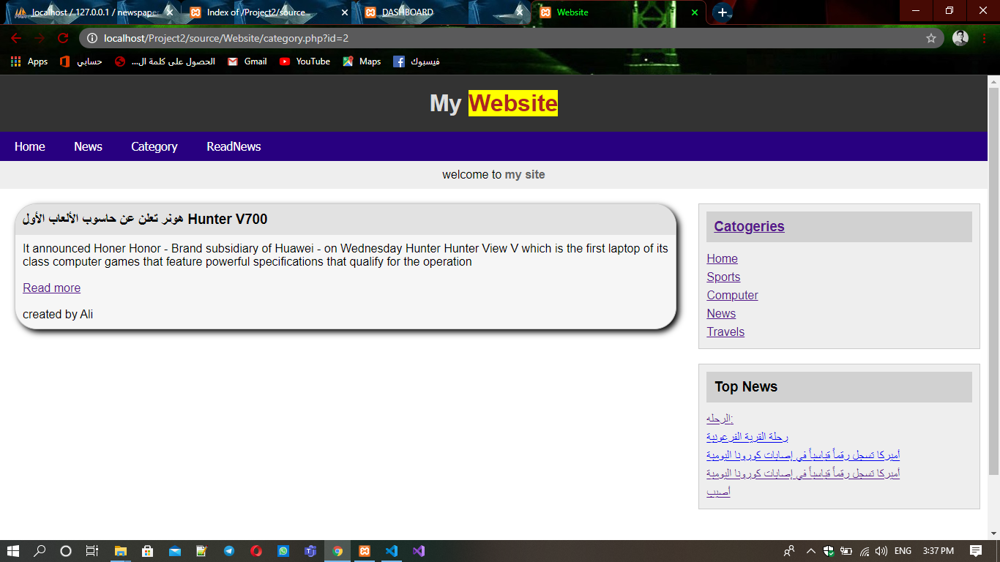 localhost / 127.0.0.1 / newspape
Index of /Project2/source
DASHBOARD
Website
localhost/Project2/source/Website/category.php?id=2
Apps
حسابي
الحصول على كلمة ال...
Gmail
YouTube
Maps
فيسبوك
My Website
Home News Category ReadNews
welcome to my site
هونر تعلن عن حاسوب الألعاب الأول Hunter V700
It announced Honer Honor - Brand subsidiary of Huawei - on Wednesday Hunter Hunter View V which is the first laptop of its
class computer games that feature powerful specifications that qualify for the operation
Read more
created by Ali
Catogeries
Home
Sports
Computer
News
Travels
Top News
الرحله:
رحلة القرية الفرعونية
أميركا تسجل رقماً قياسياً في إصابات كورونا اليومية
أميركا تسجل رقماً قياسياً في إصابات كورونا اليومية
أصيب
ENG
3:37 PM